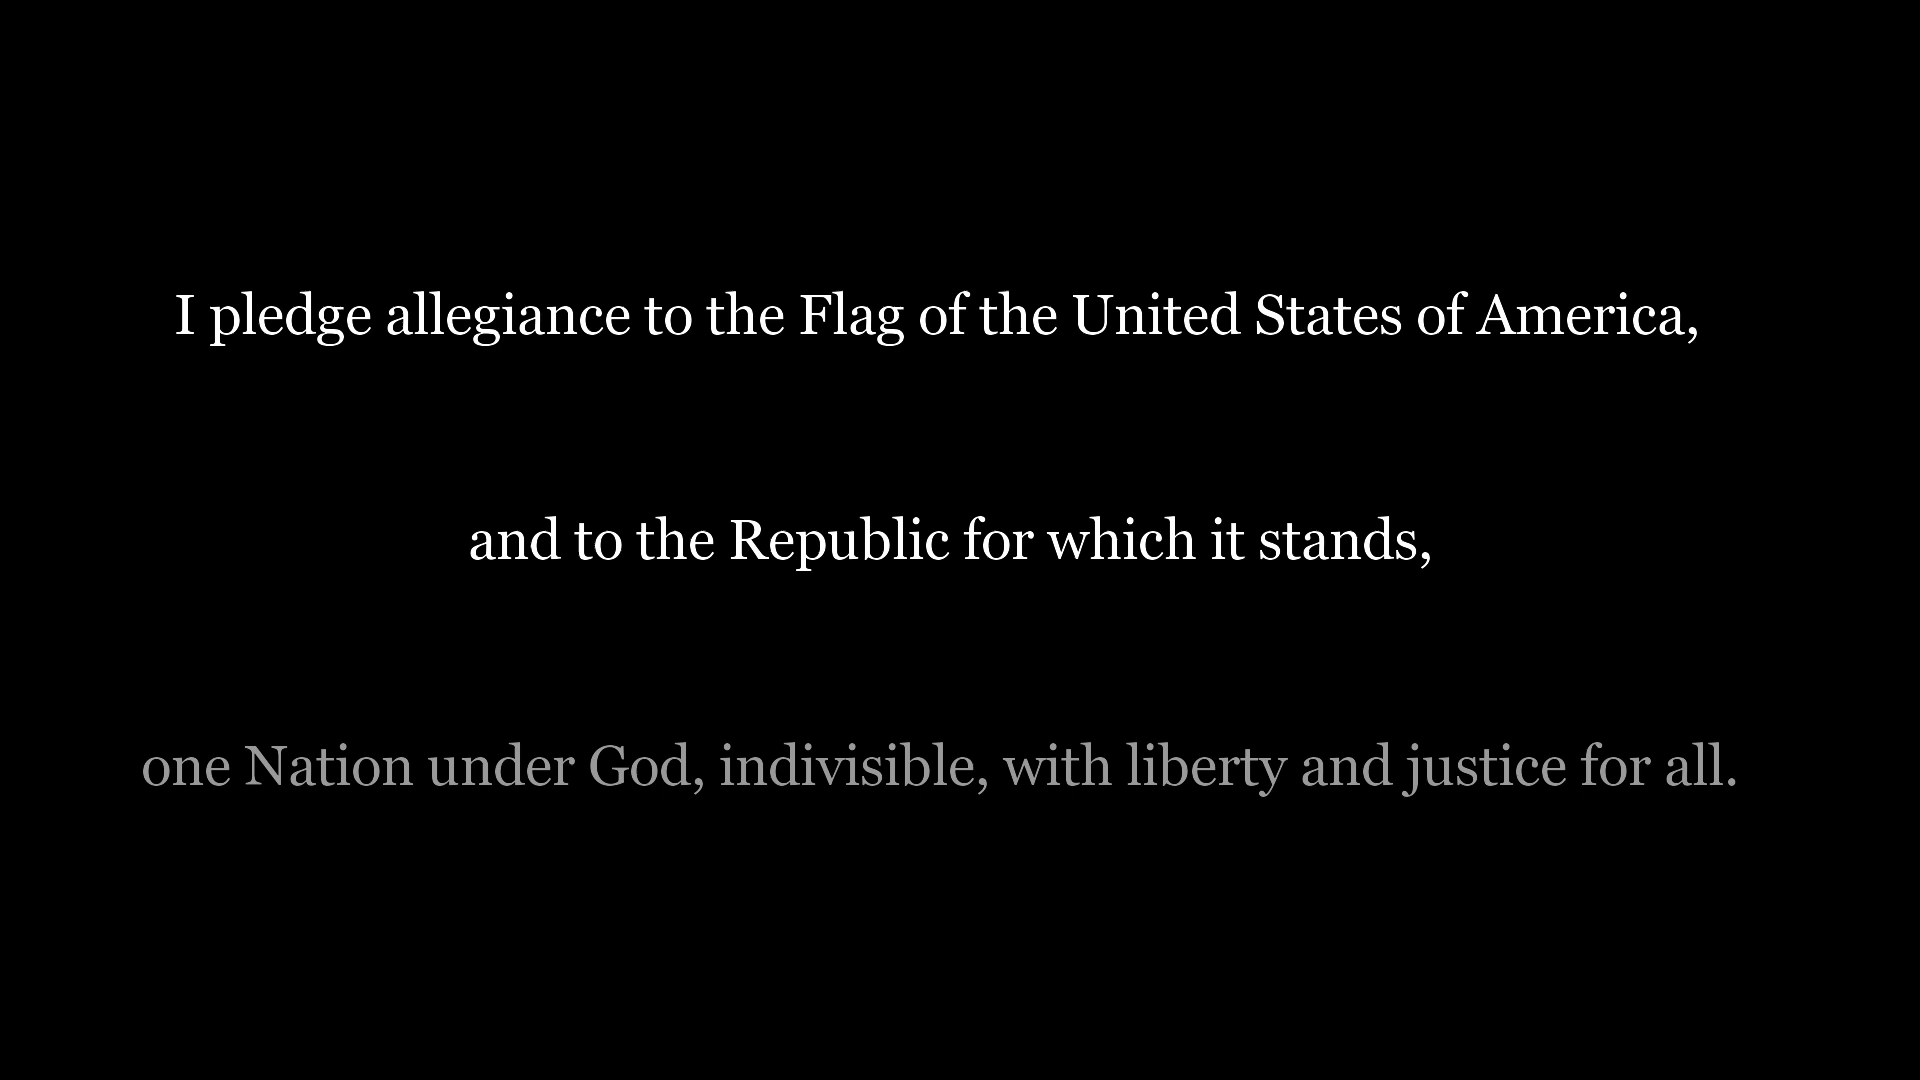 I pledge allegiance to the Flag of the United States of America,
and to the Republic for which it stands,
one Nation under God, indivisible, with liberty and justice for all.